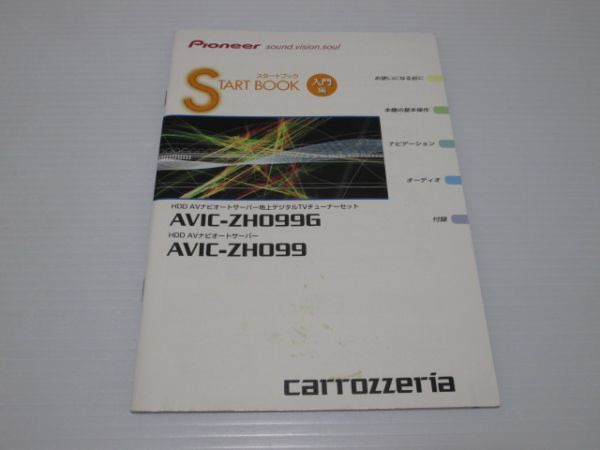 Pioneer sound.vision.soul
スタートブック
START BOOK
入門編
お使いになる前に
本機の基本操作
ナビゲーション
オーディオ
付録
HDD AVナビオートサーバー地上デジタルTVチューナーセット
AVIC-ZH099G
HDD AVナビオートサーバー
AVIC-ZH099
carrozzeria